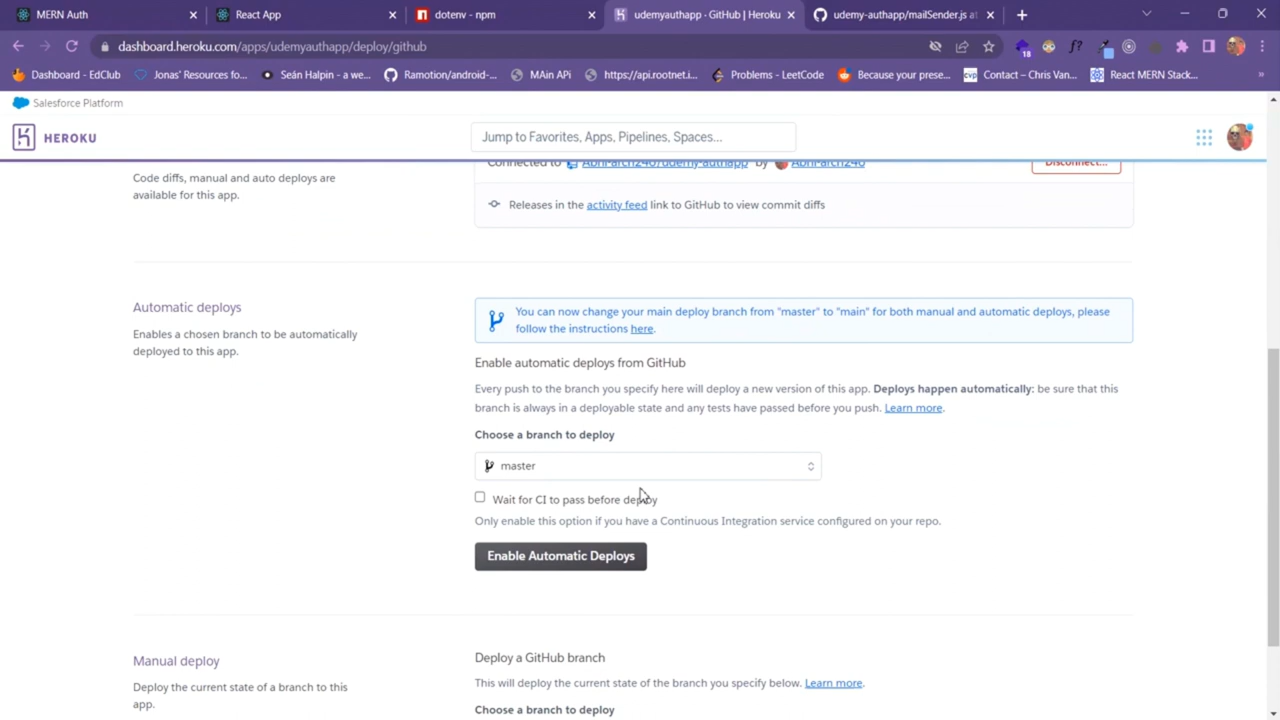 MERN Auth
React App
dotenv - npm
udemyauthapp · GitHub | Heroku
udemy-authapp/mailSender.js at
dashboard.heroku.com/apps/udemyauthapp/deploy/github
18
f?
Dashboard - EdClub
Jonas' Resources fo...
Seán Halpin - a we...
Ramotion/android-...
MAin APi
https://api.rootnet.i...
Problems - LeetCode
Because your prese...
cvp
Contact – Chris Van...
React MERN Stack...
»
Salesforce Platform
HEROKU
Jump to Favorites, Apps, Pipelines, Spaces...
Code diffs, manual and auto deploys are
available for this app.
Connected to
by
Disconnect...
Releases in the activity feed link to GitHub to view commit diffs
Automatic deploys
Enables a chosen branch to be automatically
deployed to this app.
You can now change your main deploy branch from "master" to "main" for both manual and automatic deploys, please
follow the instructions here.
Enable automatic deploys from GitHub
Every push to the branch you specify here will deploy a new version of this app. Deploys happen automatically: be sure that this
branch is always in a deployable state and any tests have passed before you push. Learn more.
Choose a branch to deploy
master
Wait for CI to pass before deploy
Only enable this option if you have a Continuous Integration service configured on your repo.
Enable Automatic Deploys
Manual deploy
Deploy the current state of a branch to this
app.
Deploy a GitHub branch
This will deploy the current state of the branch you specify below. Learn more.
Choose a branch to deploy